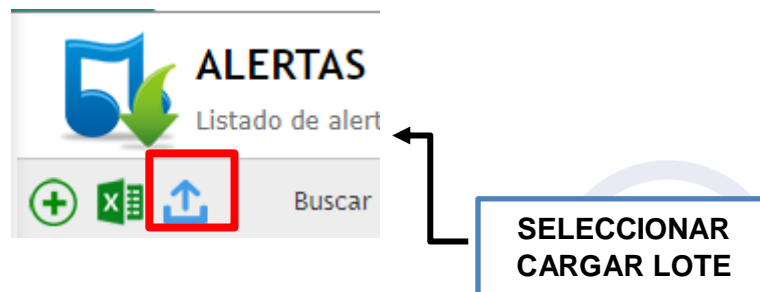 ALERTAS
Listado de alert
Buscar
SELECCIONAR
CARGAR LOTE